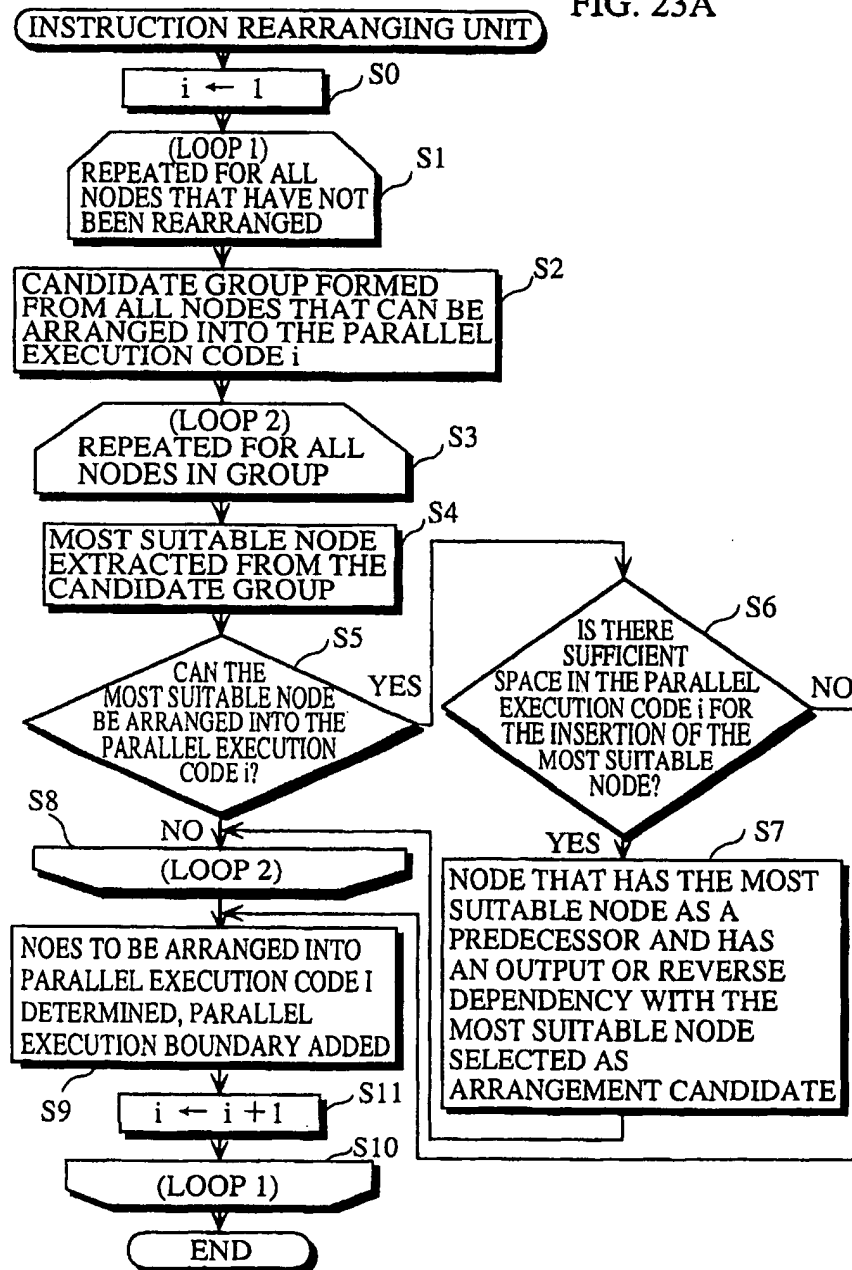 FIG. 23A
INSTRUCTION REARRANGING UNIT
i ← 1
S0
(LOOP 1)
REPEATED FOR ALL
NODES THAT HAVE NOT
BEEN REARRANGED
S1
CANDIDATE GROUP FORMED
FROM ALL NODES THAT CAN BE
ARRANGED INTO THE PARALLEL
EXECUTION CODE i
S2
(LOOP 2)
REPEATED FOR ALL
NODES IN GROUP
S3
MOST SUITABLE NODE
EXTRACTED FROM THE
CANDIDATE GROUP
S4
CAN THE
MOST SUITABLE NODE
BE ARRANGED INTO THE
PARALLEL EXECUTION
CODE i?
S5
YES
NO
IS THERE
SUFFICIENT
SPACE IN THE PARALLEL
EXECUTION CODE i FOR
THE INSERTION OF THE
MOST SUITABLE
NODE?
S6
NO
YES
S7
NODE THAT HAS THE MOST
SUITABLE NODE AS A
PREDECESSOR AND HAS
AN OUTPUT OR REVERSE
DEPENDENCY WITH THE
MOST SUITABLE NODE
SELECTED AS
ARRANGEMENT CANDIDATE
S8
(LOOP 2)
NOES TO BE ARRANGED INTO
PARALLEL EXECUTION CODE I
DETERMINED, PARALLEL
EXECUTION BOUNDARY ADDED
S9
i ← i + 1
S11
S10
(LOOP 1)
END